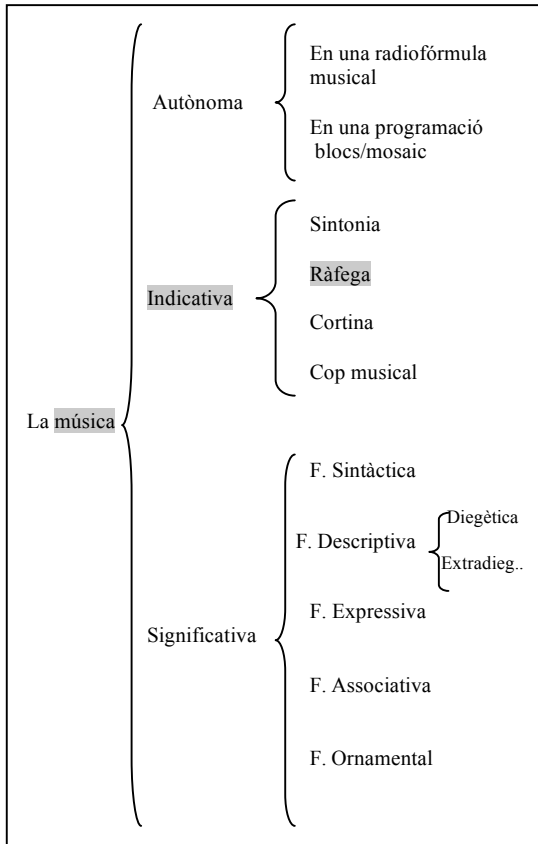 La música
Autònoma
En una radiofórmula
musical
En una programació
blocs/mosaic
Indicativa
Sintonia
Ràfega
Cortina
Cop musical
Significativa
F. Sintàctica
F. Descriptiva
Diegètica
Extradieg..
F. Expressiva
F. Associativa
F. Ornamental